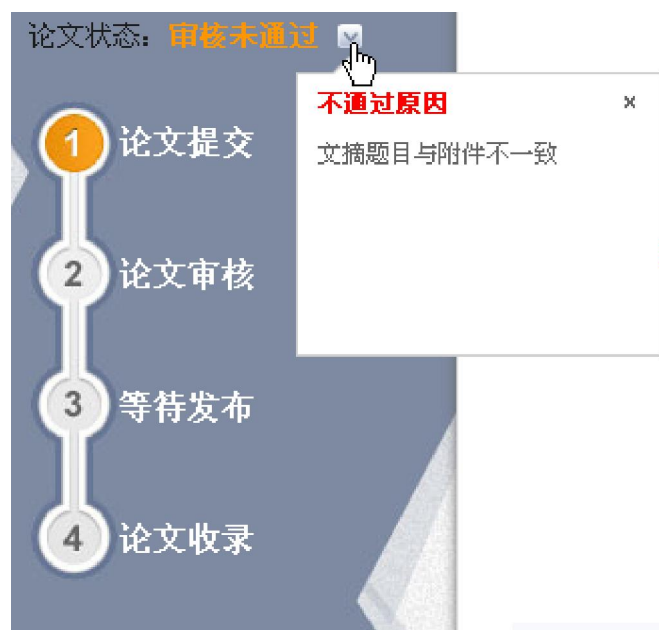 论文状态：审核未通过
不通过原因 ×
文摘题目与附件不一致
1 论文提交
2 论文审核
3 等待发布
4 论文收录